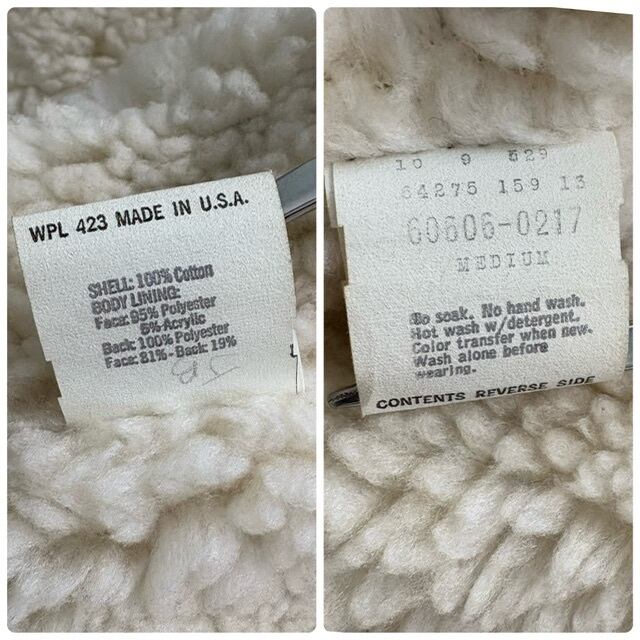 WPL 423 MADE IN U.S.A.
SHELL: 100% Cotton
BODY LINING:
Face: 95% Polyester
5% Acrylic
Back: 100% Polyester
Face: 81% - Back: 19%
10 9 529
64275 159 13
60606-0217
MEDIUM
No soak. No hand wash.
Hot wash w/detergent.
Color transfer when new.
Wash alone before
wearing.
CONTENTS REVERSE SIDE